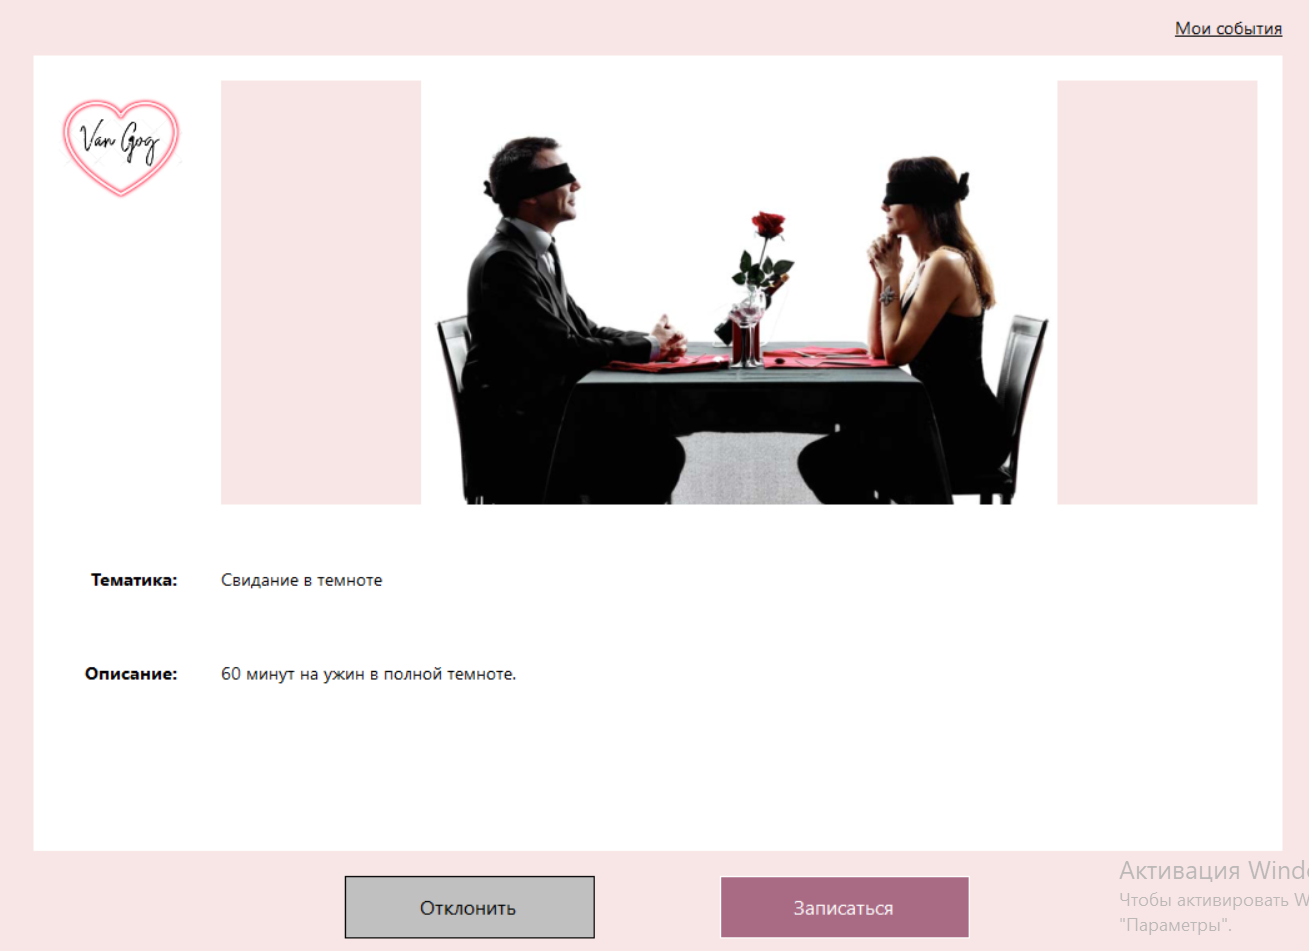 Мои события
Van Gog
Тематика: Свидание в темноте
Описание: 60 минут на ужин в полной темноте.
Отклонить
Записаться
Активация Wind
Чтобы активировать W
"Параметры".